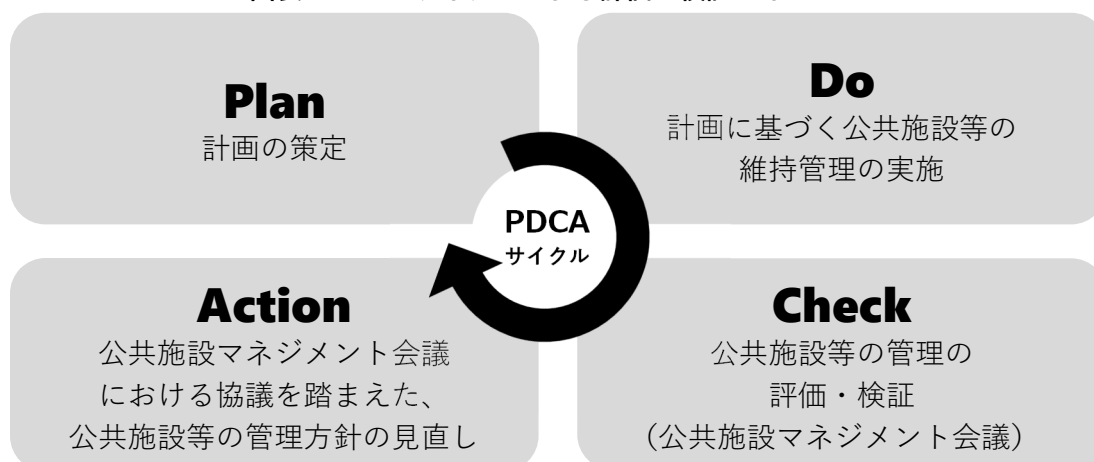 Plan
計画の策定
Do
計画に基づく公共施設等の
維持管理の実施
PDCA
サイクル
Action
公共施設マネジメント会議
における協議を踏まえた、
公共施設等の管理方針の見直し
Check
公共施設等の管理の
評価・検証
(公共施設マネジメント会議)